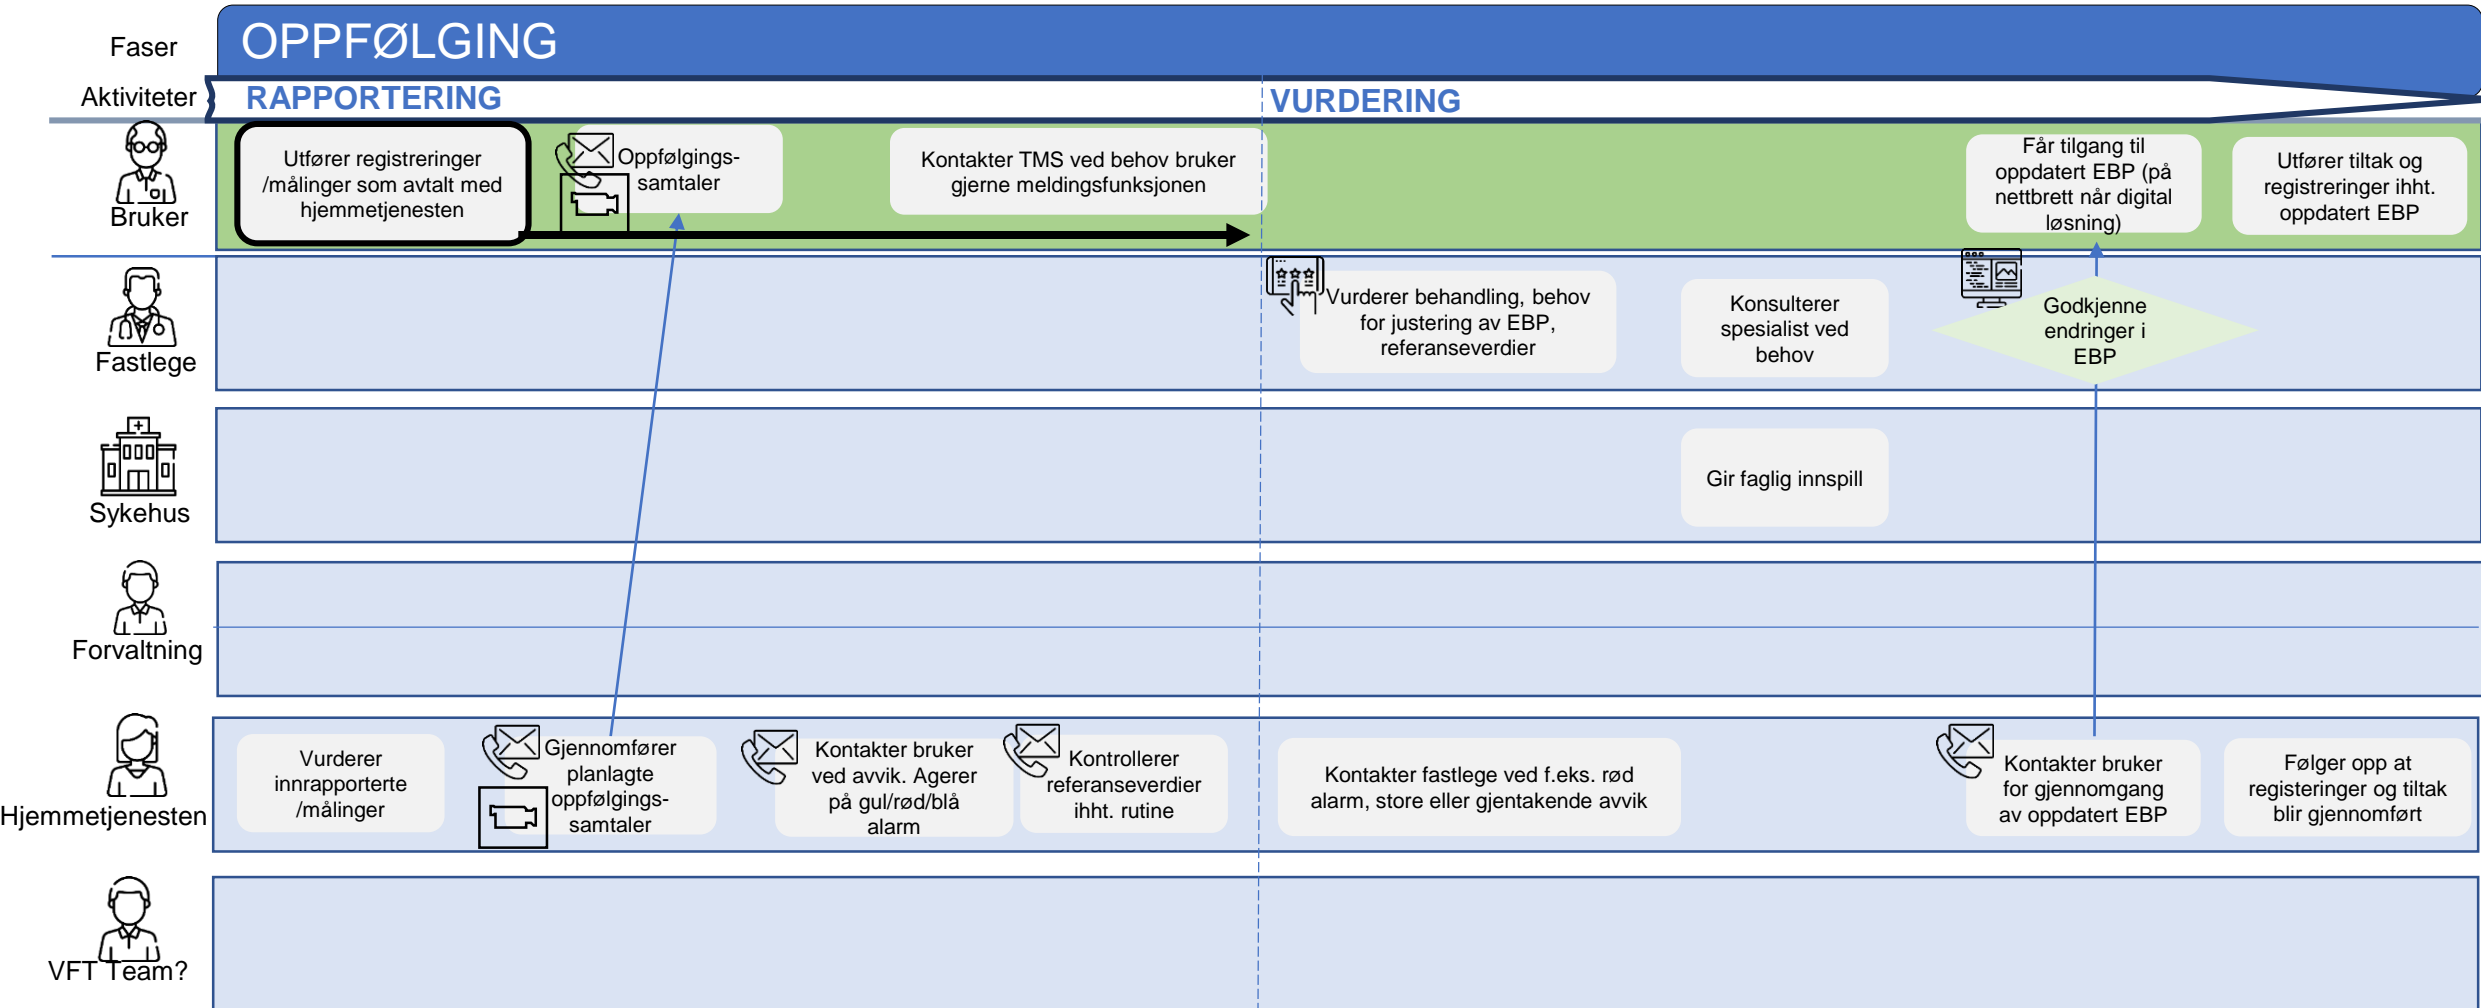 Faser
OPPFØLGING
Aktiviteter
RAPPORTERING
VURDERING
Bruker
Utfører registreringer
/målinger som avtalt med
hjemmetjenesten
Oppfølgings-
samtaler
Kontakter TMS ved behov bruker
gjerne meldingsfunksjonen
Får tilgang til
oppdatert EBP (på
nettbrett når digital
løsning)
Utfører tiltak og
registreringer ihht.
oppdatert EBP
Fastlege
Vurderer behandling, behov
for justering av EBP,
referanseverdier
Konsulterer
spesialist ved
behov
Godkjenne
endringer i
EBP
Sykehus
Gir faglig innspill
Forvaltning
Hjemmetjenesten
Vurderer
innrapporterte
/målinger
Gjennomfører
planlagte
oppfølgings-
samtaler
Kontakter bruker
ved avvik. Agerer
på gul/rød/blå
alarm
Kontrollerer
referanseverdier
ihht. rutine
Kontakter fastlege ved f.eks. rød
alarm, store eller gjentakende avvik
Kontakter bruker
for gjennomgang
av oppdatert EBP
Følger opp at
registeringer og tiltak
blir gjennomført
VFT Team?